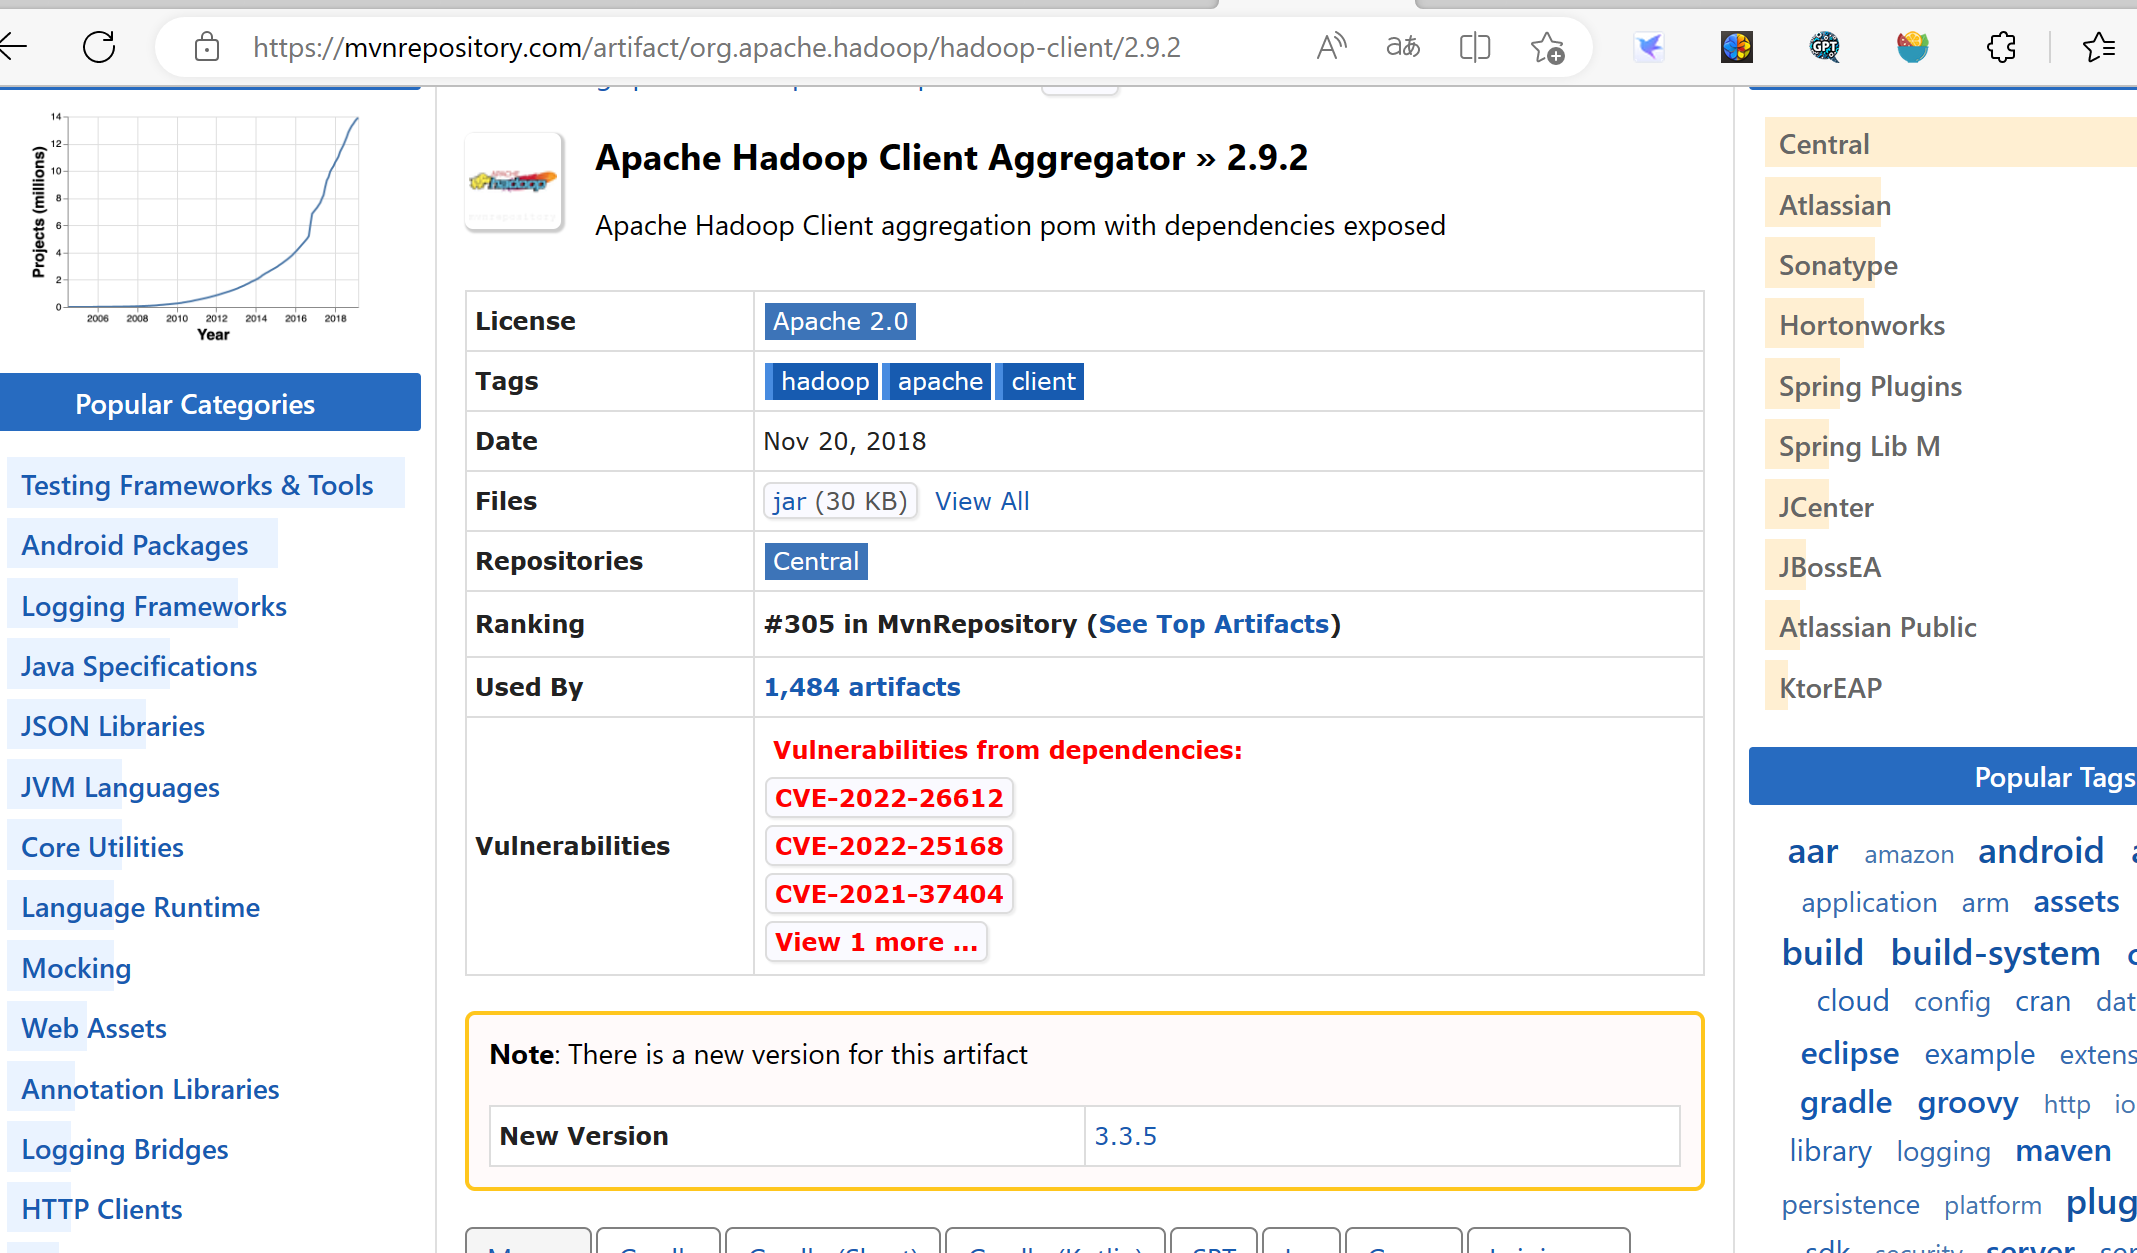 https://mvnrepository.com/artifact/org.apache.hadoop/hadoop-client/2.9.2
GPT
Projects (millions)
14
12
10
8
6
4
2
0
2006 2008 2010 2012 2014 2016 2018
Year
Popular Categories
Testing Frameworks & Tools
Android Packages
Logging Frameworks
Java Specifications
JSON Libraries
JVM Languages
Core Utilities
Language Runtime
Mocking
Web Assets
Annotation Libraries
Logging Bridges
HTTP Clients
APACHE
hadoop
Apache Hadoop Client Aggregator » 2.9.2
Apache Hadoop Client aggregation pom with dependencies exposed
License Apache 2.0
Tags hadoop apache client
Date Nov 20, 2018
Files jar (30 KB) View All
Repositories Central
Ranking #305 in MvnRepository (See Top Artifacts)
Used By 1,484 artifacts
Vulnerabilities Vulnerabilities from dependencies:
CVE-2022-26612
CVE-2022-25168
CVE-2021-37404
View 1 more ...
Note: There is a new version for this artifact
New Version 3.3.5
Central
Atlassian
Sonatype
Hortonworks
Spring Plugins
Spring Lib M
JCenter
JBossEA
Atlassian Public
KtorEAP
Popular Tags
aar amazon android
application arm assets
build build-system
cloud config cran dat
eclipse example extens
gradle groovy http io
library logging maven
persistence platform plug
sdk security server